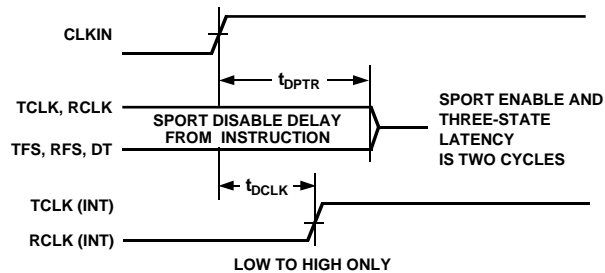 CLKIN
tDPTR
TCLK, RCLK
SPORT DISABLE DELAY
FROM INSTRUCTION
TFS, RFS, DT
SPORT ENABLE AND
THREE-STATE
LATENCY
IS TWO CYCLES
tDCLK
TCLK (INT)
RCLK (INT)
LOW TO HIGH ONLY